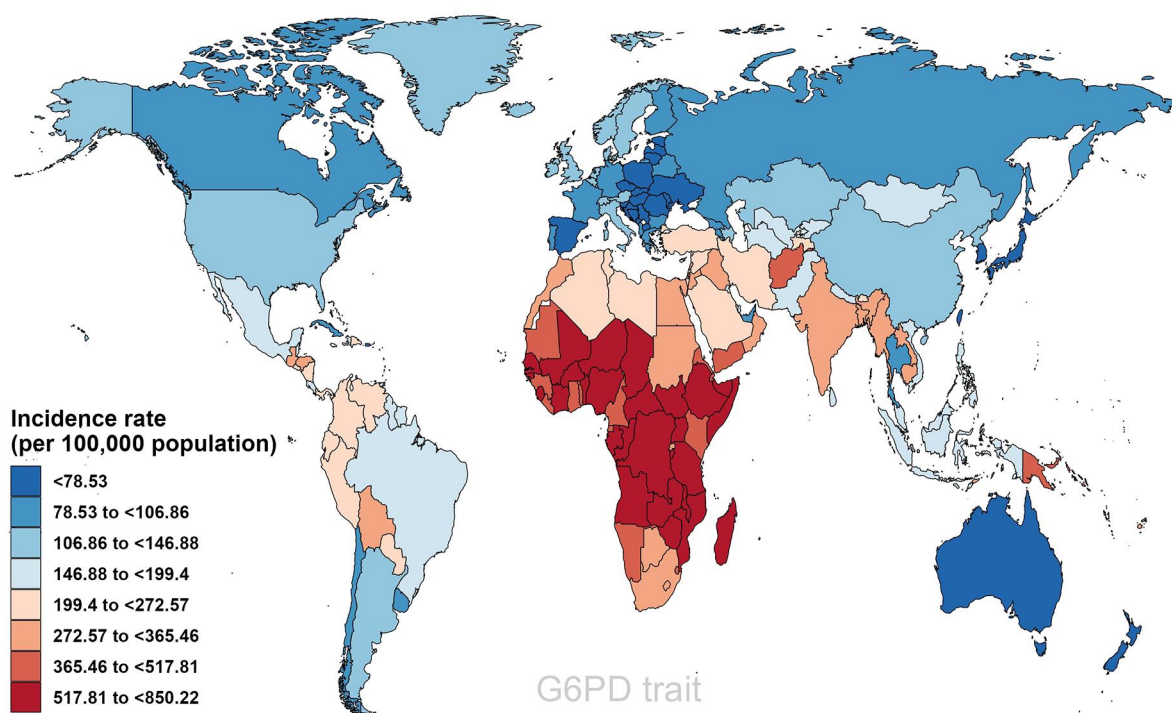 Incidence rate
(per 100,000 population)
<78.53
78.53 to <106.86
106.86 to <146.88
146.88 to <199.4
199.4 to <272.57
272.57 to <365.46
365.46 to <517.81
517.81 to <850.22
G6PD trait